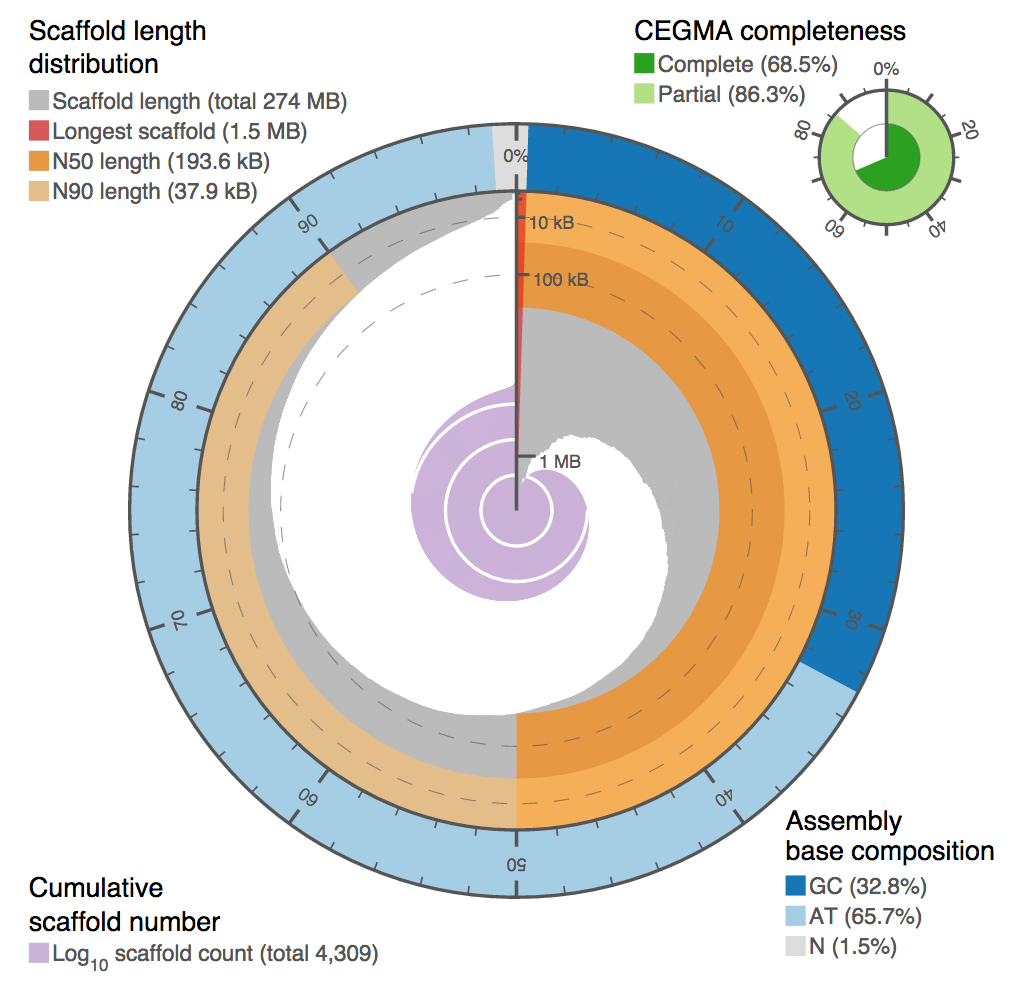 Scaffold length
distribution
Scaffold length (total 274 MB)
Longest scaffold (1.5 MB)
N50 length (193.6 kB)
N90 length (37.9 kB)
CEGMA completeness
Complete (68.5%)
Partial (86.3%)
0%
20
40
60
80
0%
10
20
30
40
50
60
70
80
90
10 kB
100 kB
1 MB
Assembly
base composition
GC (32.8%)
AT (65.7%)
N (1.5%)
Cumulative
scaffold number
Log10 scaffold count (total 4,309)